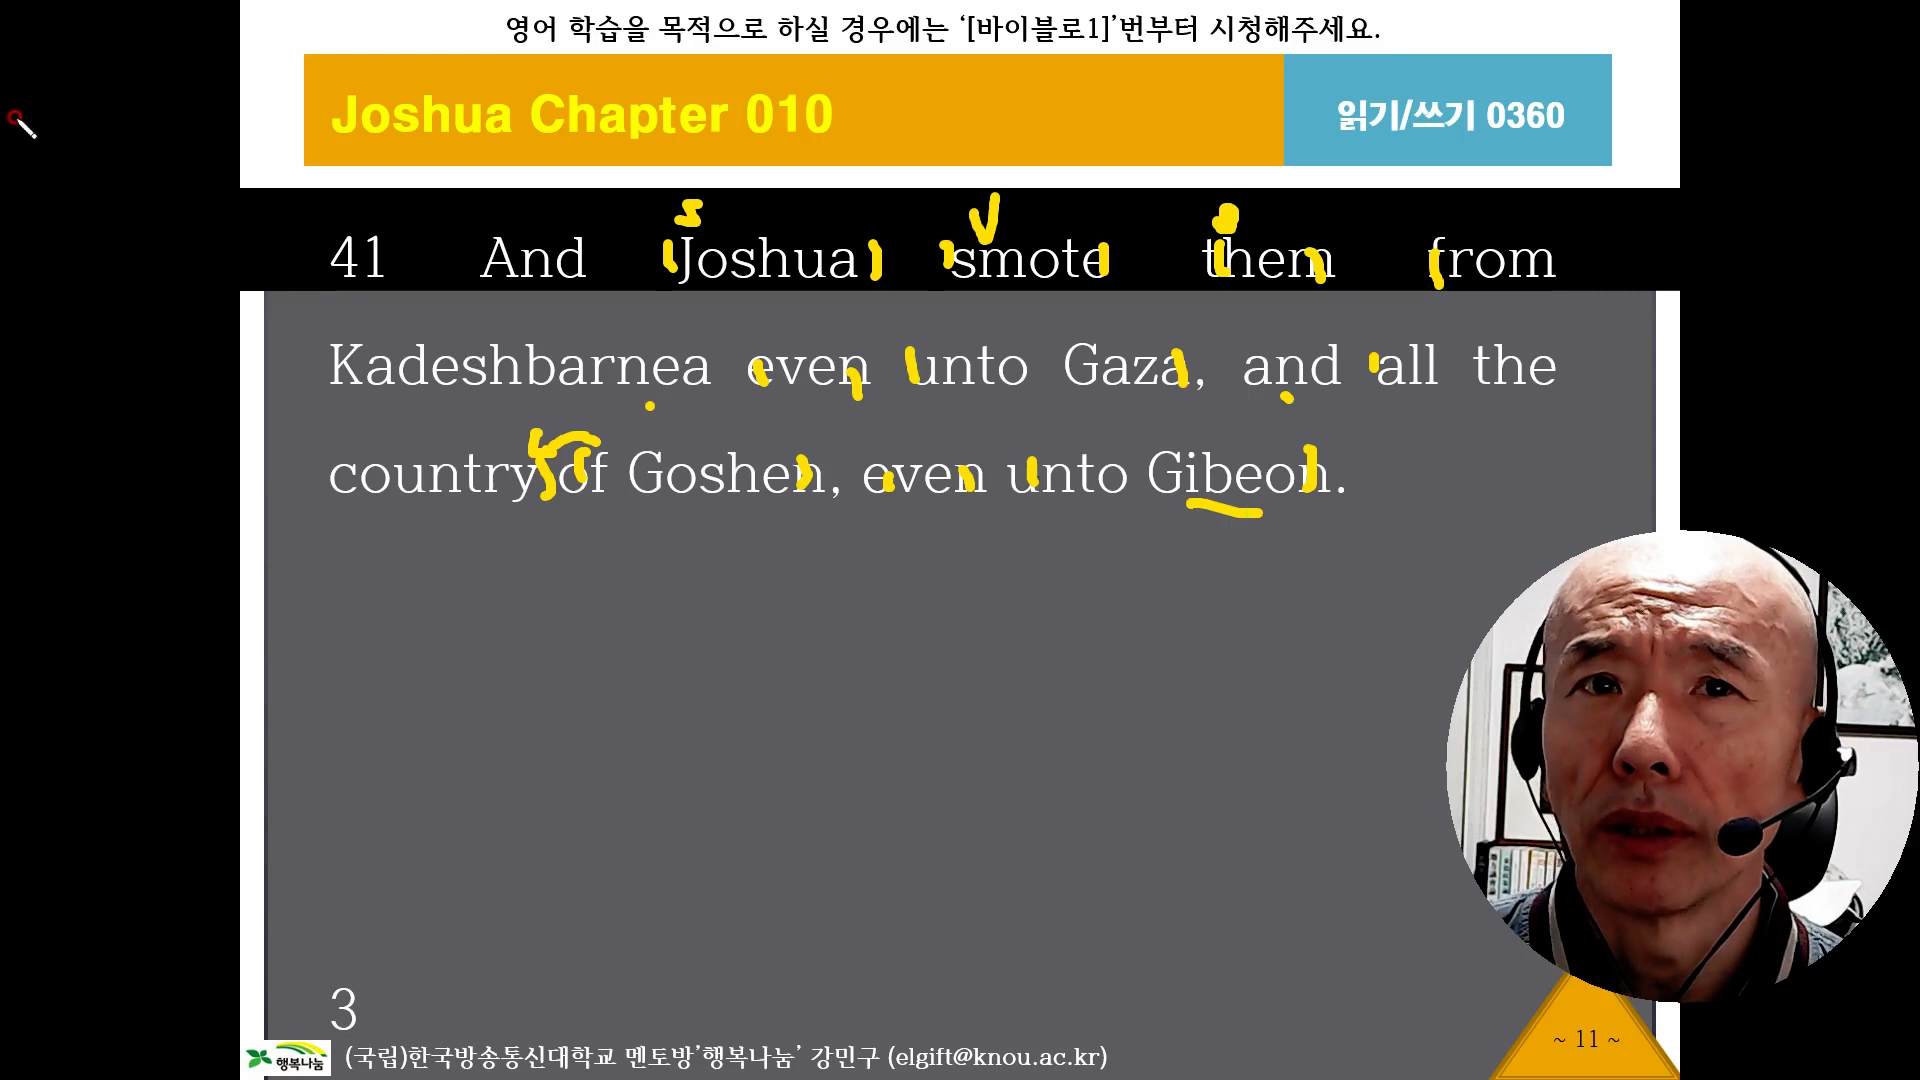 영어 학습을 목적으로 하실 경우에는 ‘[바이블로1]’번부터 시청해주세요.
Joshua Chapter 010
읽기/쓰기 0360
41 And Joshua smote them from
Kadeshbarnea even unto Gaza, and all the
country of Goshen, even unto Gibeon.
3
~ 11 ~
행복나눔
(국립)한국방송통신대학교 멘토방’행복나눔’ 강민구 (elgift@knou.ac.kr)